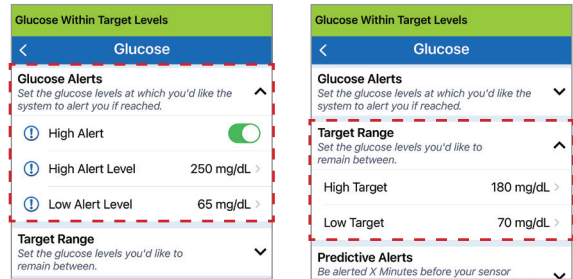 Glucose Within Target Levels
Glucose
Glucose Alerts
Set the glucose levels at which you'd like the
system to alert you if reached.
High Alert
High Alert Level 250 mg/dL
Low Alert Level 65 mg/dL
Target Range
Set the glucose levels you'd like to
remain between.
Glucose Within Target Levels
Glucose
Glucose Alerts
Set the glucose levels at which you'd like the
system to alert you if reached.
Target Range
Set the glucose levels you'd like to
remain between.
High Target 180 mg/dL
Low Target 70 mg/dL
Predictive Alerts
Be alerted X Minutes before your sensor